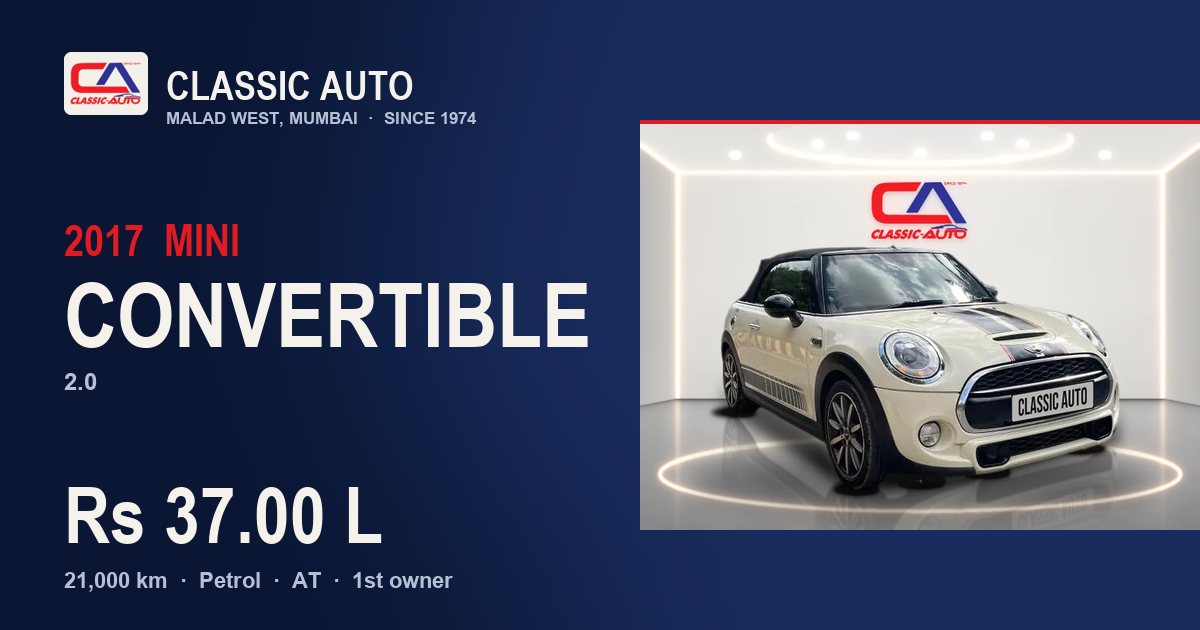 CA
CLASSIC-AUTO
CLASSIC AUTO
MALAD WEST, MUMBAI · SINCE 1974
2017 MINI
CONVERTIBLE
2.0
Rs 37.00 L
21,000 km · Petrol · AT · 1st owner
CA
CLASSIC-AUTO
CLASSIC AUTO